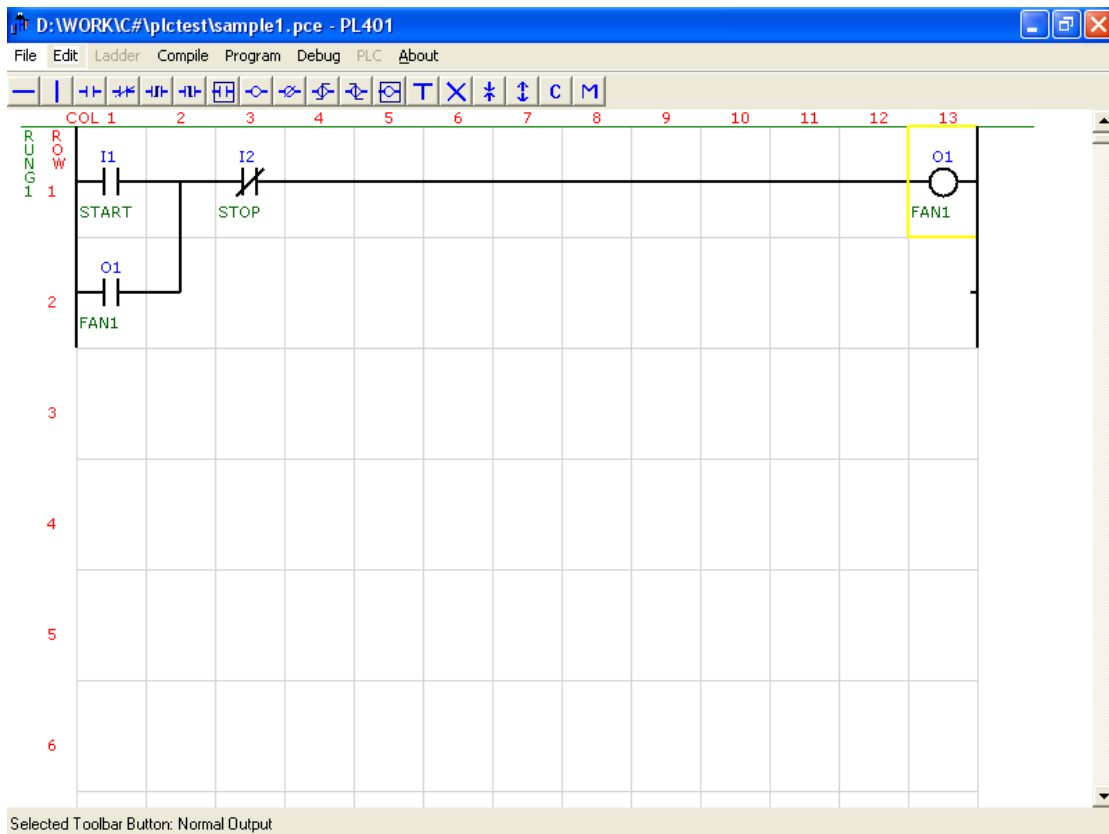 D:\WORK\C#\plctest\sample1.pce - PL401
File Edit Ladder Compile Program Debug PLC About
C M
COL 1 2 3 4 5 6 7 8 9 10 11 12 13
RUNG1
ROW
I1 I2 O1
1
START STOP FAN1
O1
2
FAN1
3
4
5
6
Selected Toolbar Button: Normal Output